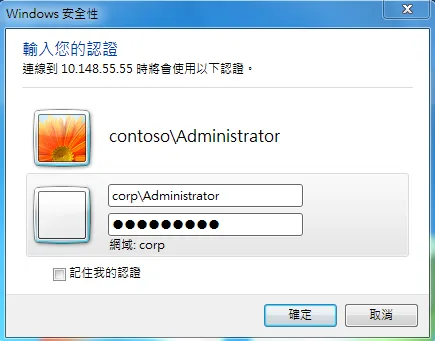 Windows 安全性
輸入您的認證
連線到 10.148.55.55 時將會使用以下認證。
contoso\Administrator
corp\Administrator
●●●●●●●●●
網域: corp
記住我的認證
確定
取消